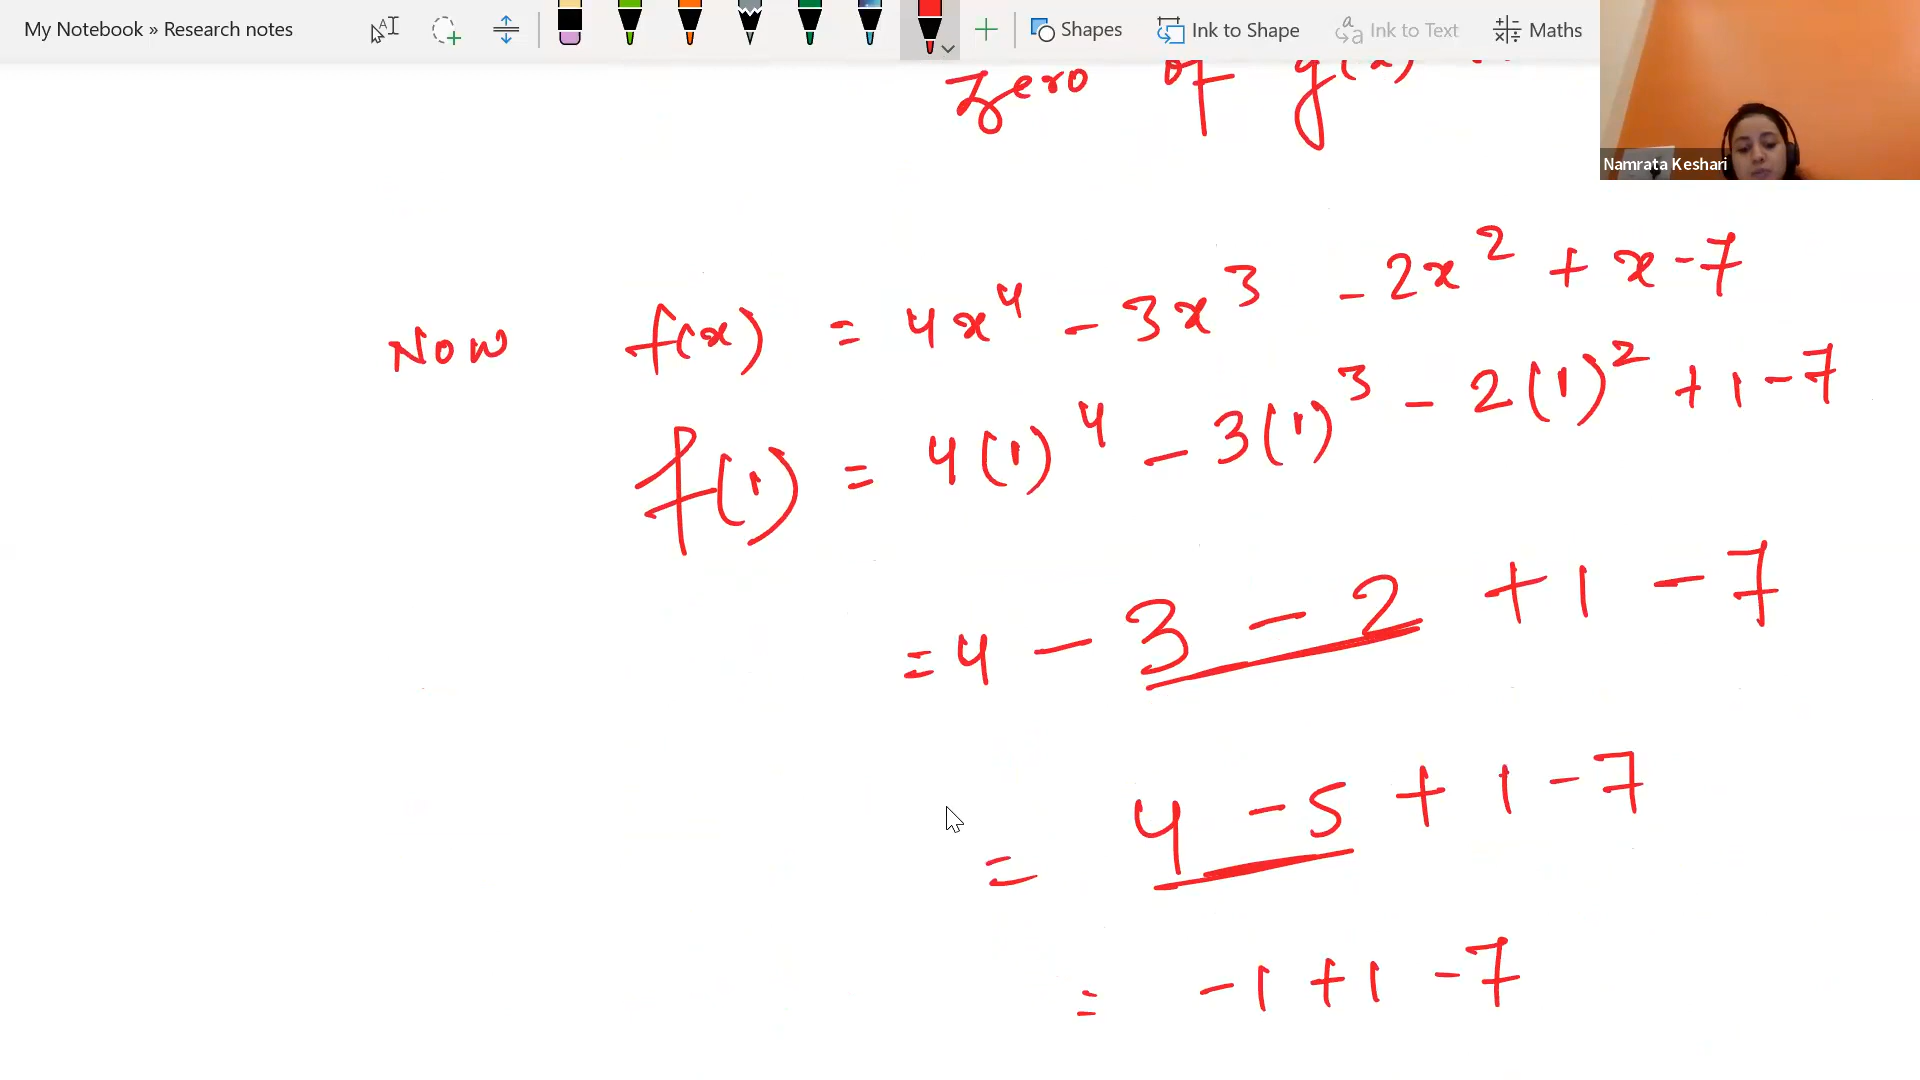 My Notebook » Research notes
Shapes
Ink to Shape
Ink to Text
Maths
Namrata Keshari
Zero of g(x)
Now f(x) = 4x⁴ - 3x³ - 2x² + x - 7
f(1) = 4(1)⁴ - 3(1)³ - 2(1)² + 1 - 7
= 4 - 3 - 2 + 1 - 7
= 4 - 5 + 1 - 7
= -1 + 1 - 7